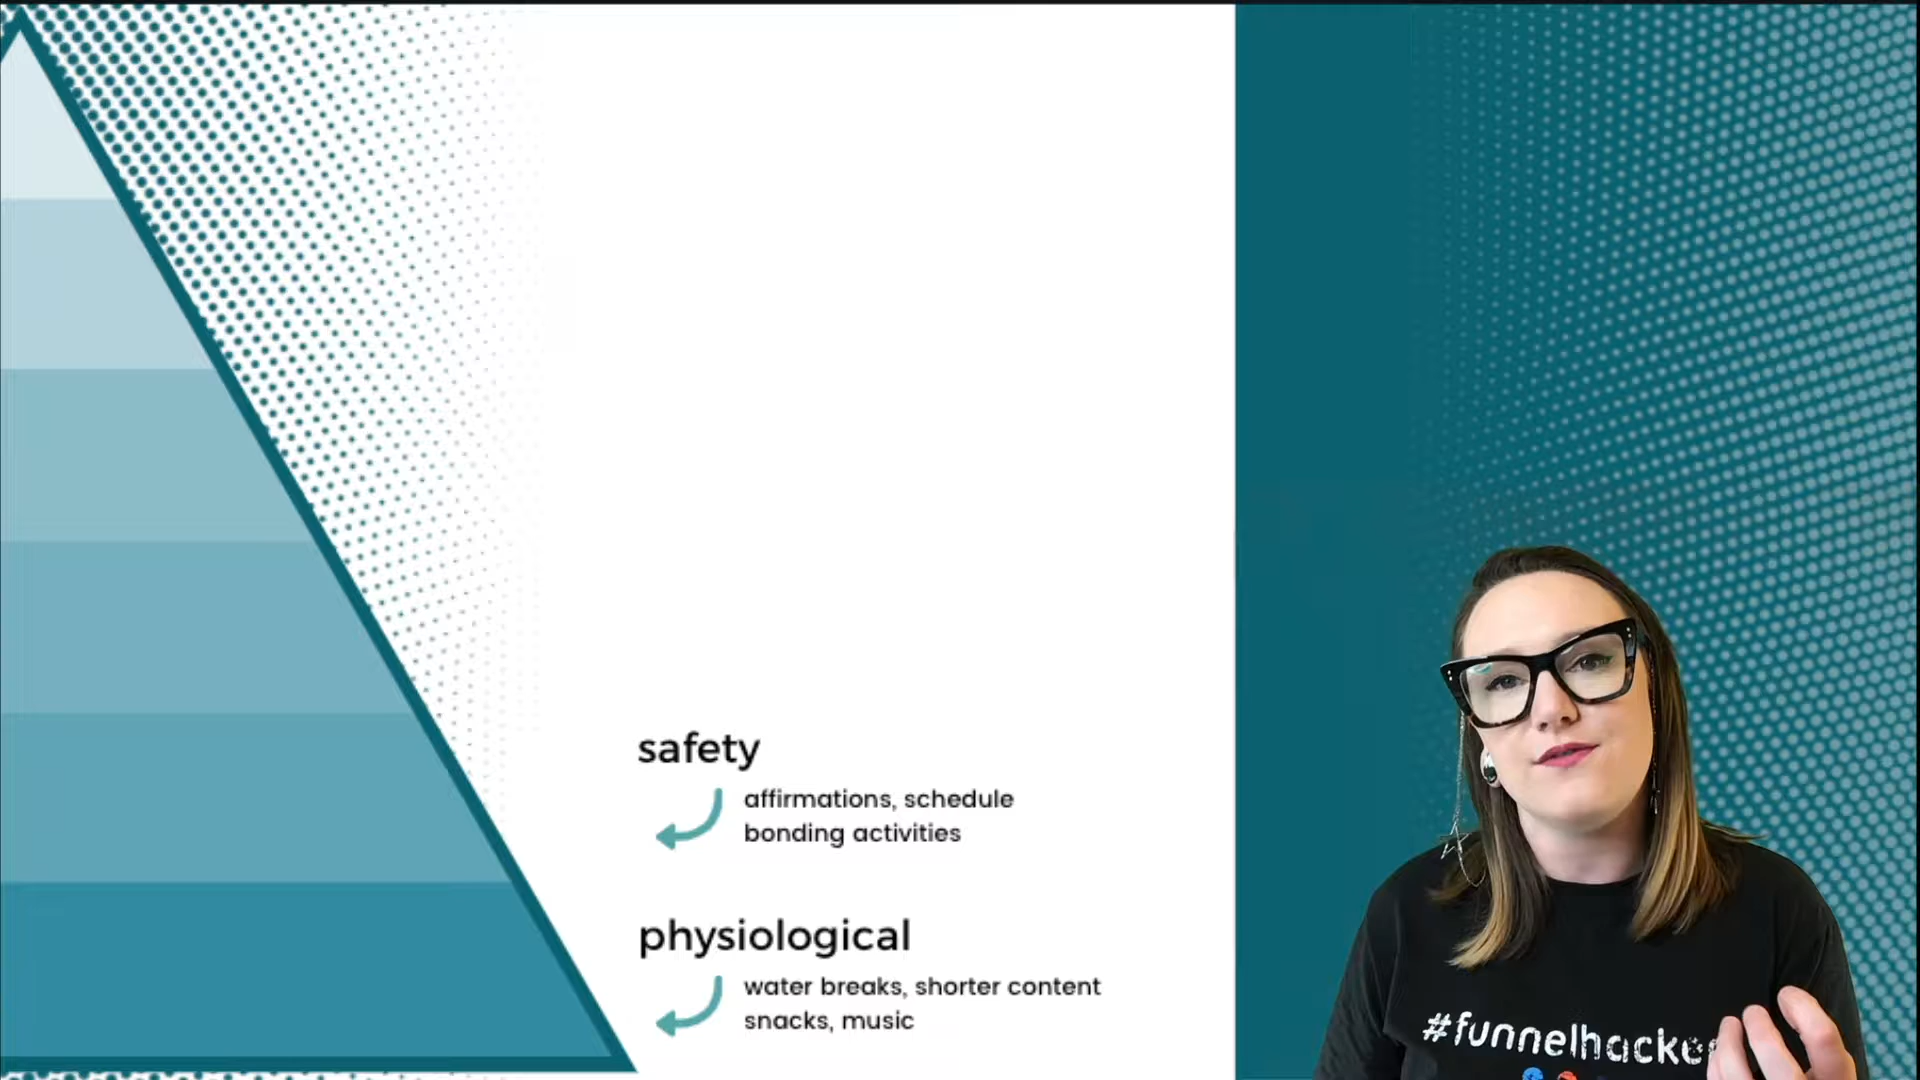 safety
affirmations, schedule
bonding activities
physiological
water breaks, shorter content
snacks, music
#funnelhacke